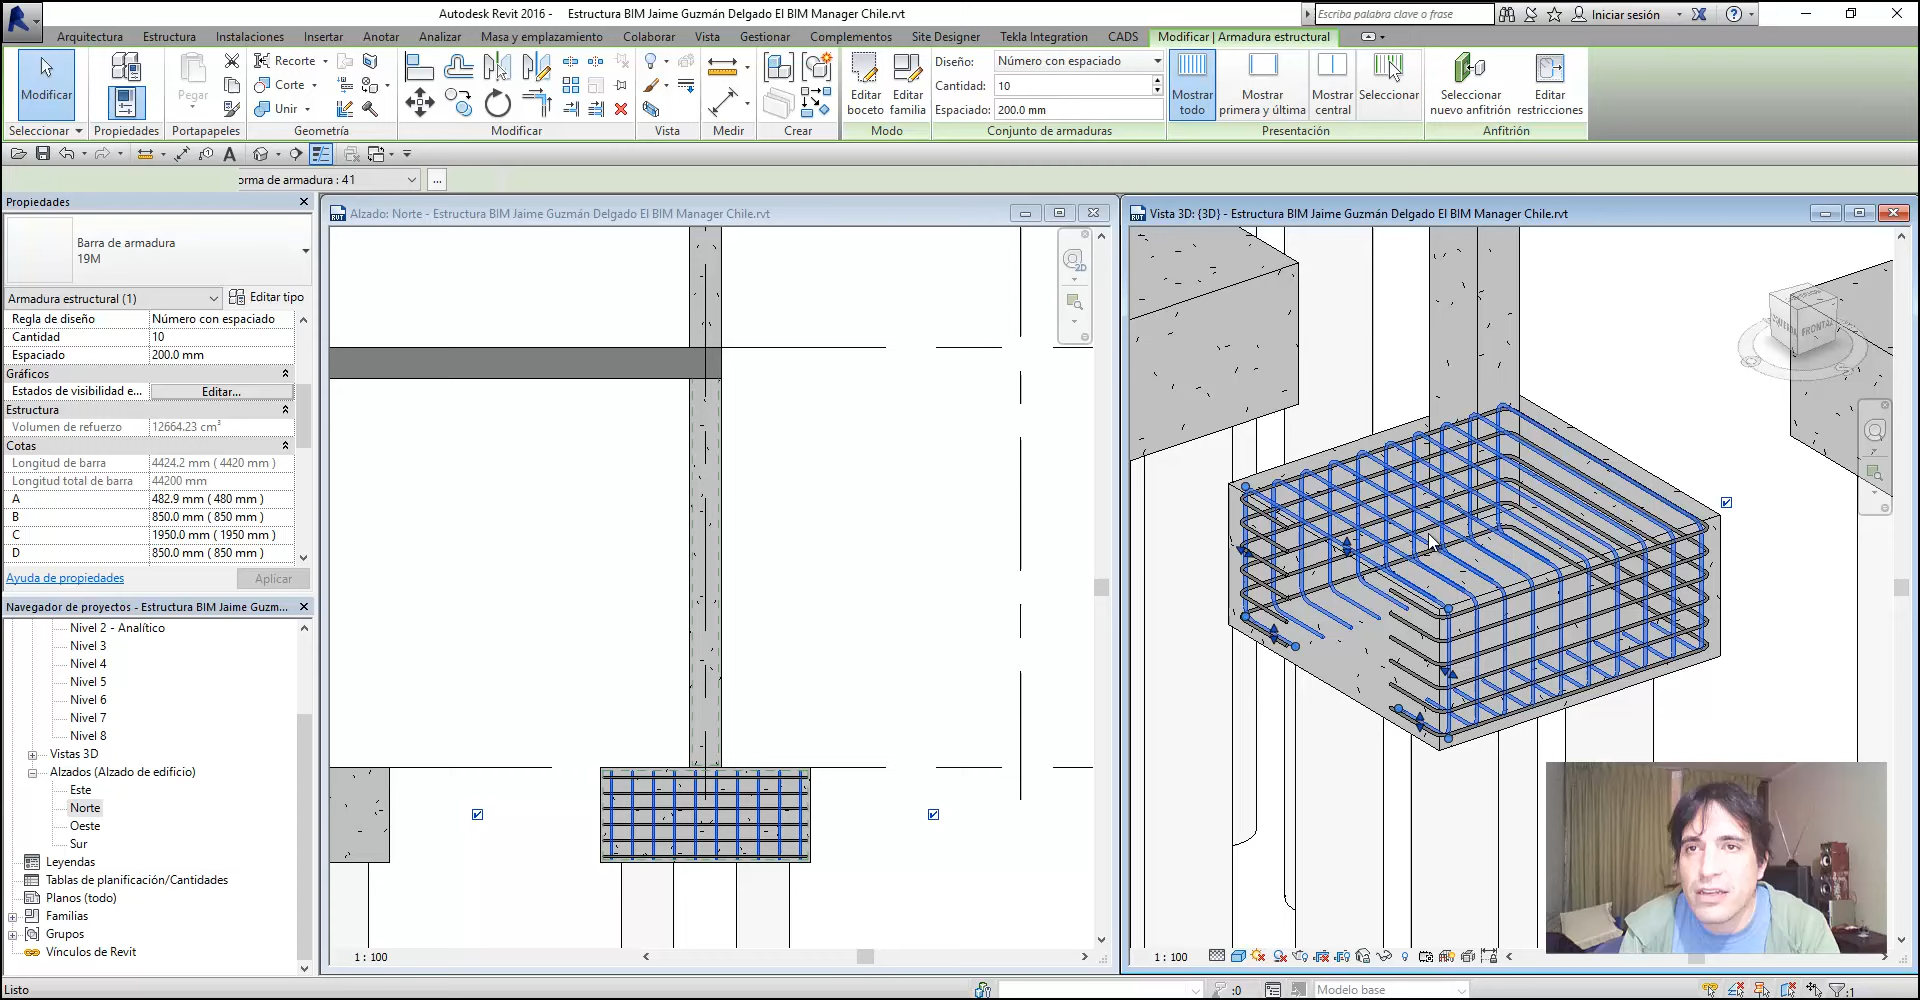 Autodesk Revit 2016 -    Estructura BIM Jaime Guzmán Delgado El BIM Manager Chile.rvt
Escriba palabra clave o frase
Iniciar sesión
Arquitectura Estructura Instalaciones Insertar Anotar Analizar Masa y emplazamiento Colaborar Vista Gestionar Complementos Site Designer Tekla Integration CADS Modificar | Armadura estructural
Modificar
Pegar
Recorte
Corte
Unir
Editar boceto
Editar familia
Diseño: Número con espaciado
Cantidad: 10
Espaciado: 200.0 mm
Mostrar todo
Mostrar primera y última
Mostrar central
Seleccionar
Seleccionar nuevo anfitrión
Editar restricciones
Seleccionar Propiedades Portapapeles Geometría Modificar Vista Medir Crear Modo Conjunto de armaduras Presentación Anfitrión
orma de armadura : 41
...
Propiedades
Barra de armadura
19M
Armadura estructural (1)
Editar tipo
Regla de diseño Número con espaciado
Cantidad 10
Espaciado 200.0 mm
Gráficos
Estados de visibilidad e... Editar...
Estructura
Volumen de refuerzo 12664.23 cm³
Cotas
Longitud de barra 4424.2 mm ( 4420 mm )
Longitud total de barra 44200 mm
A 482.9 mm ( 480 mm )
B 850.0 mm ( 850 mm )
C 1950.0 mm ( 1950 mm )
D 850.0 mm ( 850 mm )
Ayuda de propiedades
Aplicar
Navegador de proyectos - Estructura BIM Jaime Guzm...
Nivel 2 - Analítico
Nivel 3
Nivel 4
Nivel 5
Nivel 6
Nivel 7
Nivel 8
Vistas 3D
Alzados (Alzado de edificio)
Este
Norte
Oeste
Sur
Leyendas
Tablas de planificación/Cantidades
Planos (todo)
Familias
Grupos
Vínculos de Revit
Alzado: Norte - Estructura BIM Jaime Guzmán Delgado El BIM Manager Chile.rvt
2D
1 : 100
Vista 3D: {3D} - Estructura BIM Jaime Guzmán Delgado El BIM Manager Chile.rvt
FRONTAL
1 : 100
Listo
:0
Modelo base
:1